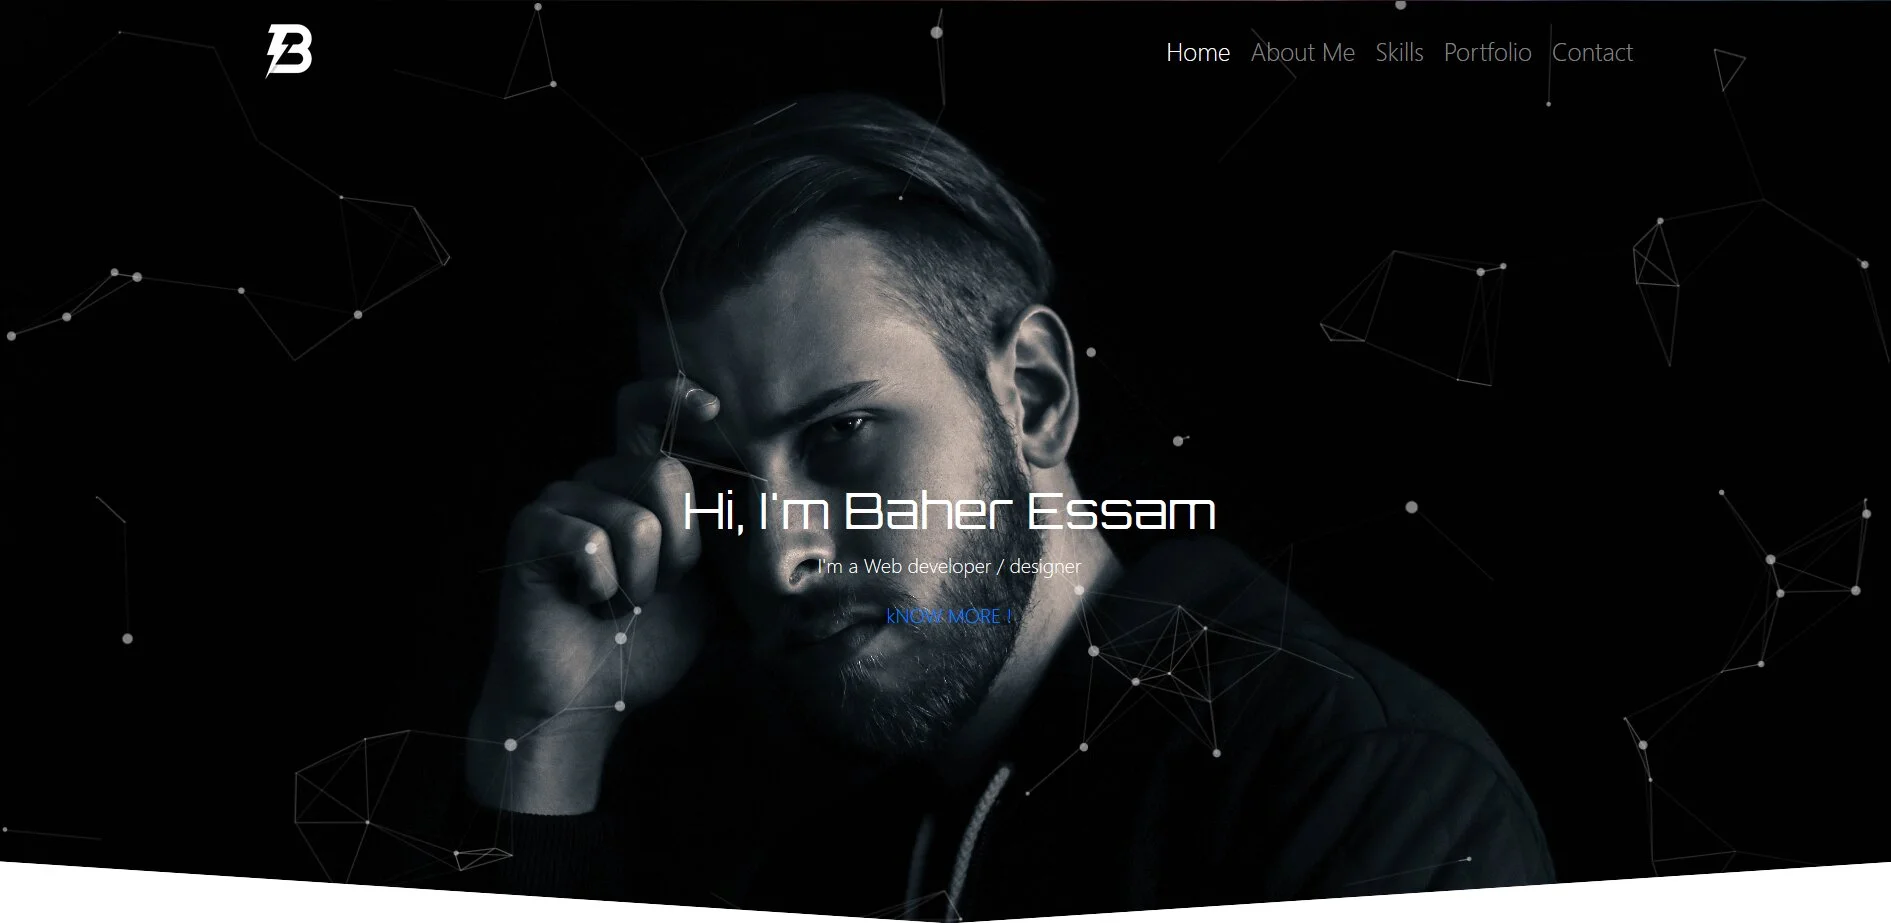 B
Home About Me Skills Portfolio Contact
Hi, I'm Baher Essam
I'm a Web developer / designer
kNOW MORE !